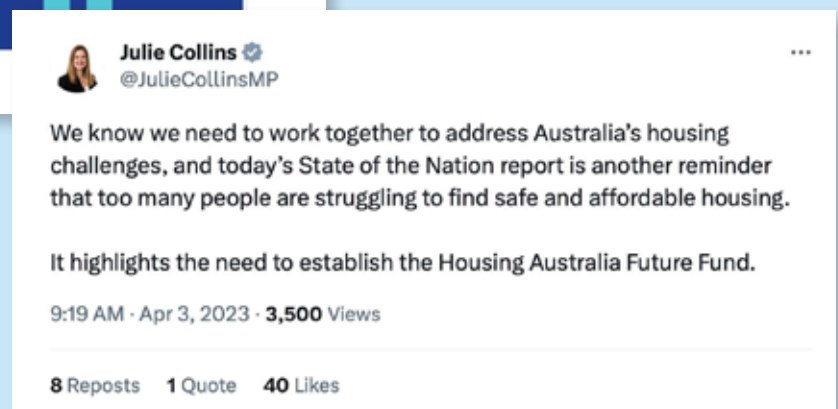 Julie Collins
@JulieCollinsMP
We know we need to work together to address Australia's housing
challenges, and today's State of the Nation report is another reminder
that too many people are struggling to find safe and affordable housing.
It highlights the need to establish the Housing Australia Future Fund.
9:19 AM · Apr 3, 2023 · 3,500 Views
8 Reposts 1 Quote 40 Likes